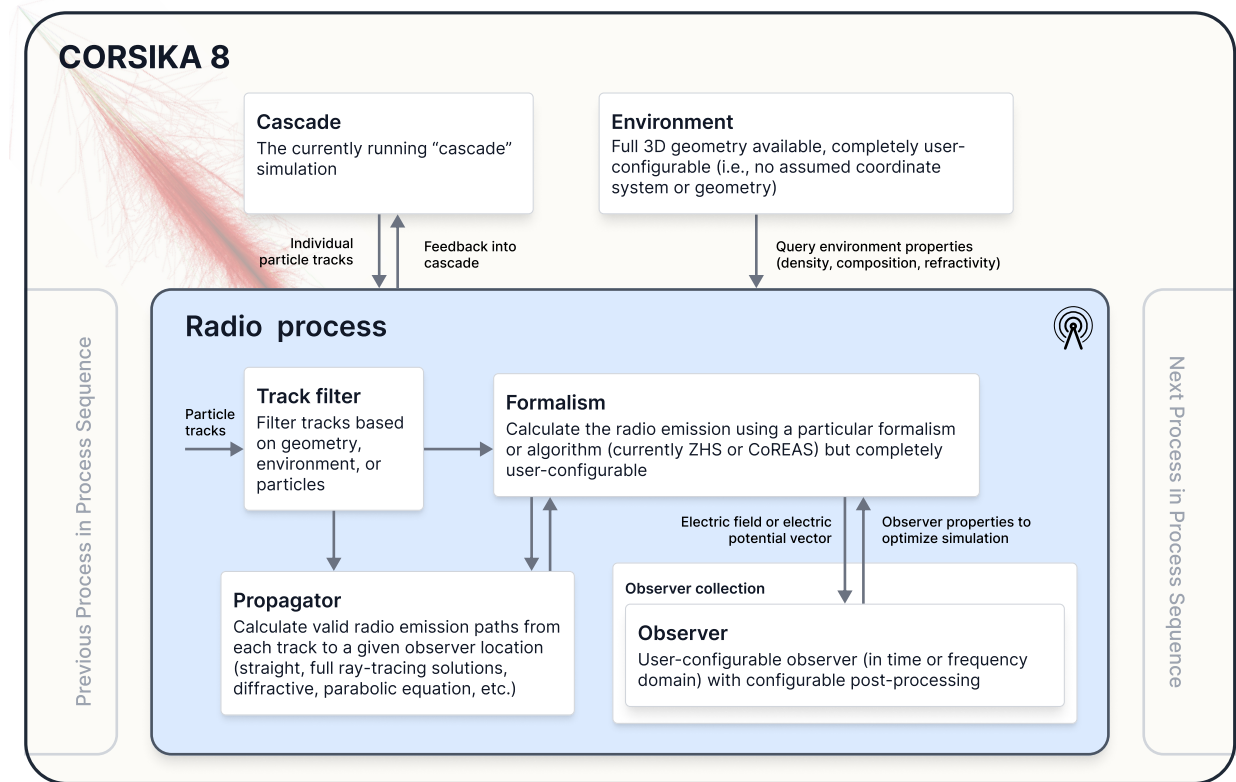 CORSIKA 8
Cascade
The currently running “cascade”
simulation
Environment
Full 3D geometry available, completely user-
configurable (i.e., no assumed coordinate
system or geometry)
Individual
particle tracks
Feedback into
cascade
Query environment properties
(density, composition, refractivity)
Previous Process in Process Sequence
Radio process
Particle
tracks
Track filter
Filter tracks based
on geometry,
environment, or
particles
Formalism
Calculate the radio emission using a particular formalism
or algorithm (currently ZHS or CoREAS) but completely
user-configurable
Electric field or electric
potential vector
Observer properties to
optimize simulation
Propagator
Calculate valid radio emission paths from
each track to a given observer location
(straight, full ray-tracing solutions,
diffractive, parabolic equation, etc.)
Observer collection
Observer
User-configurable observer (in time or frequency
domain) with configurable post-processing
Next Process in Process Sequence